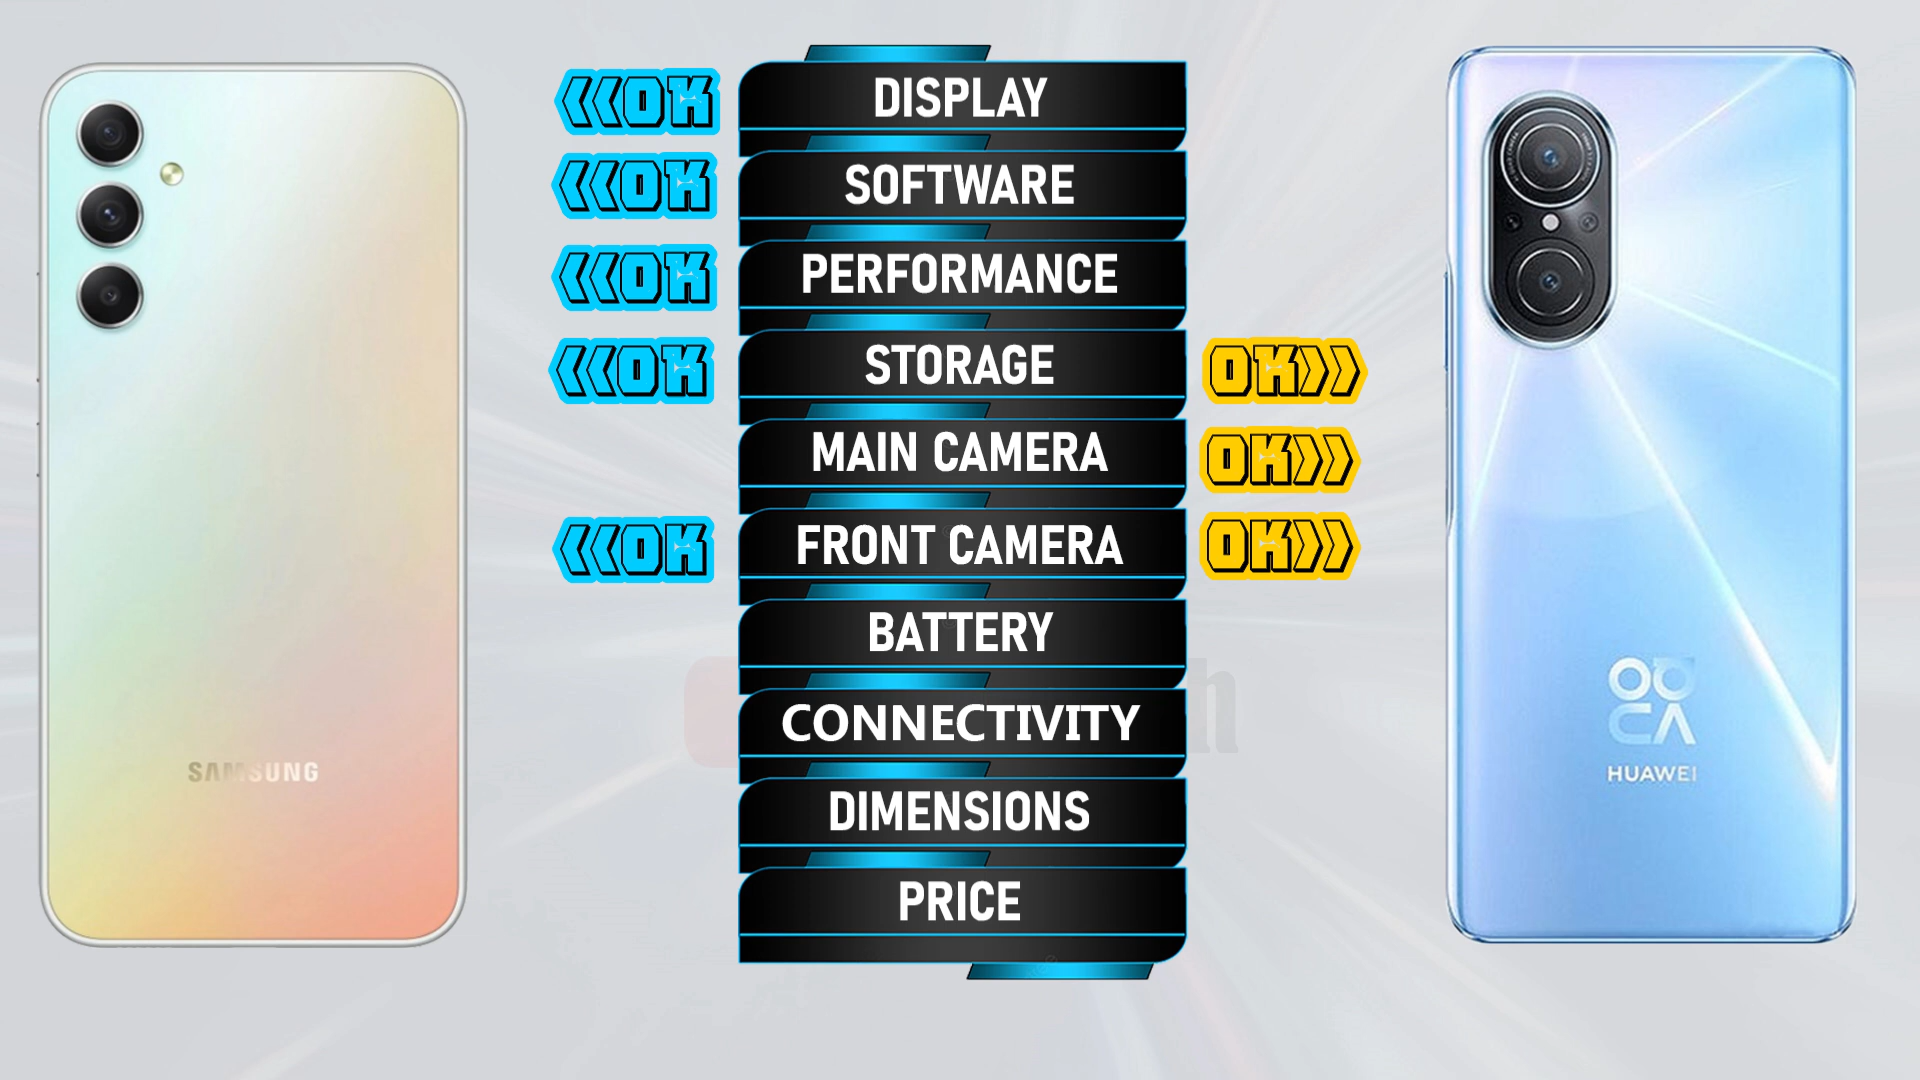 <<OK DISPLAY
<<OK SOFTWARE
<<OK PERFORMANCE
<<OK STORAGE OK>>
MAIN CAMERA OK>>
<<OK FRONT CAMERA OK>>
BATTERY
CONNECTIVITY
DIMENSIONS
PRICE
SAMSUNG
HUAWEI